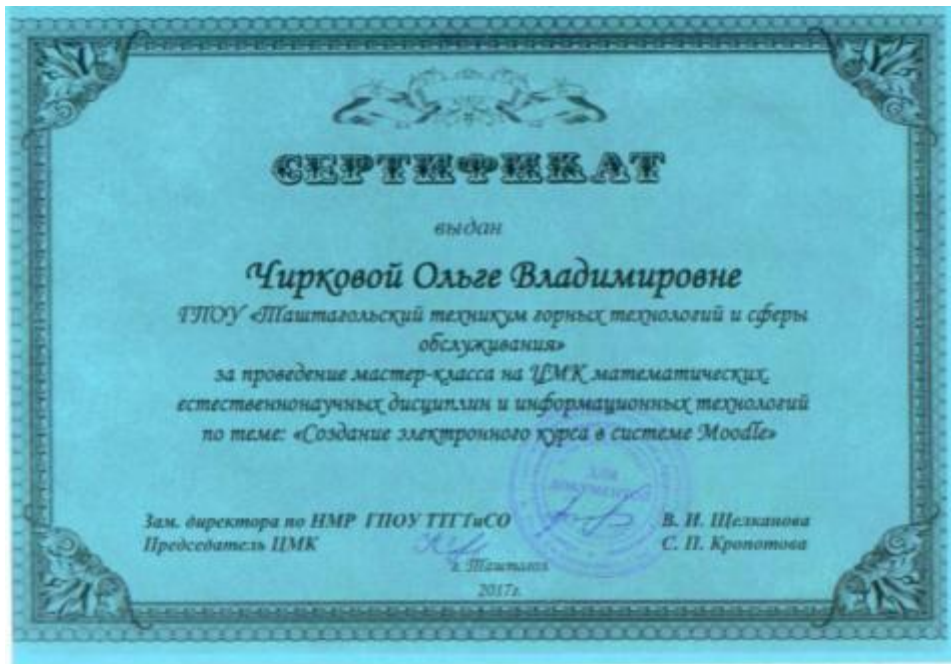 СЕРТИФИКАТ
выдан
Чирковой Ольге Владимировне
ГПОУ «Таштагольский техникум горных технологий и сферы
обслуживания»
за проведение мастер-класса на ЦМК математических,
естественнонаучных дисциплин и информационных технологий
по теме: «Создание электронного курса в системе Moodle»
для
документов
Зам. директора по НМР ГПОУ ТТГТиСО В. И. Щелканова
Председатель ЦМК С. П. Кропотова
г. Таштагол
2017г.